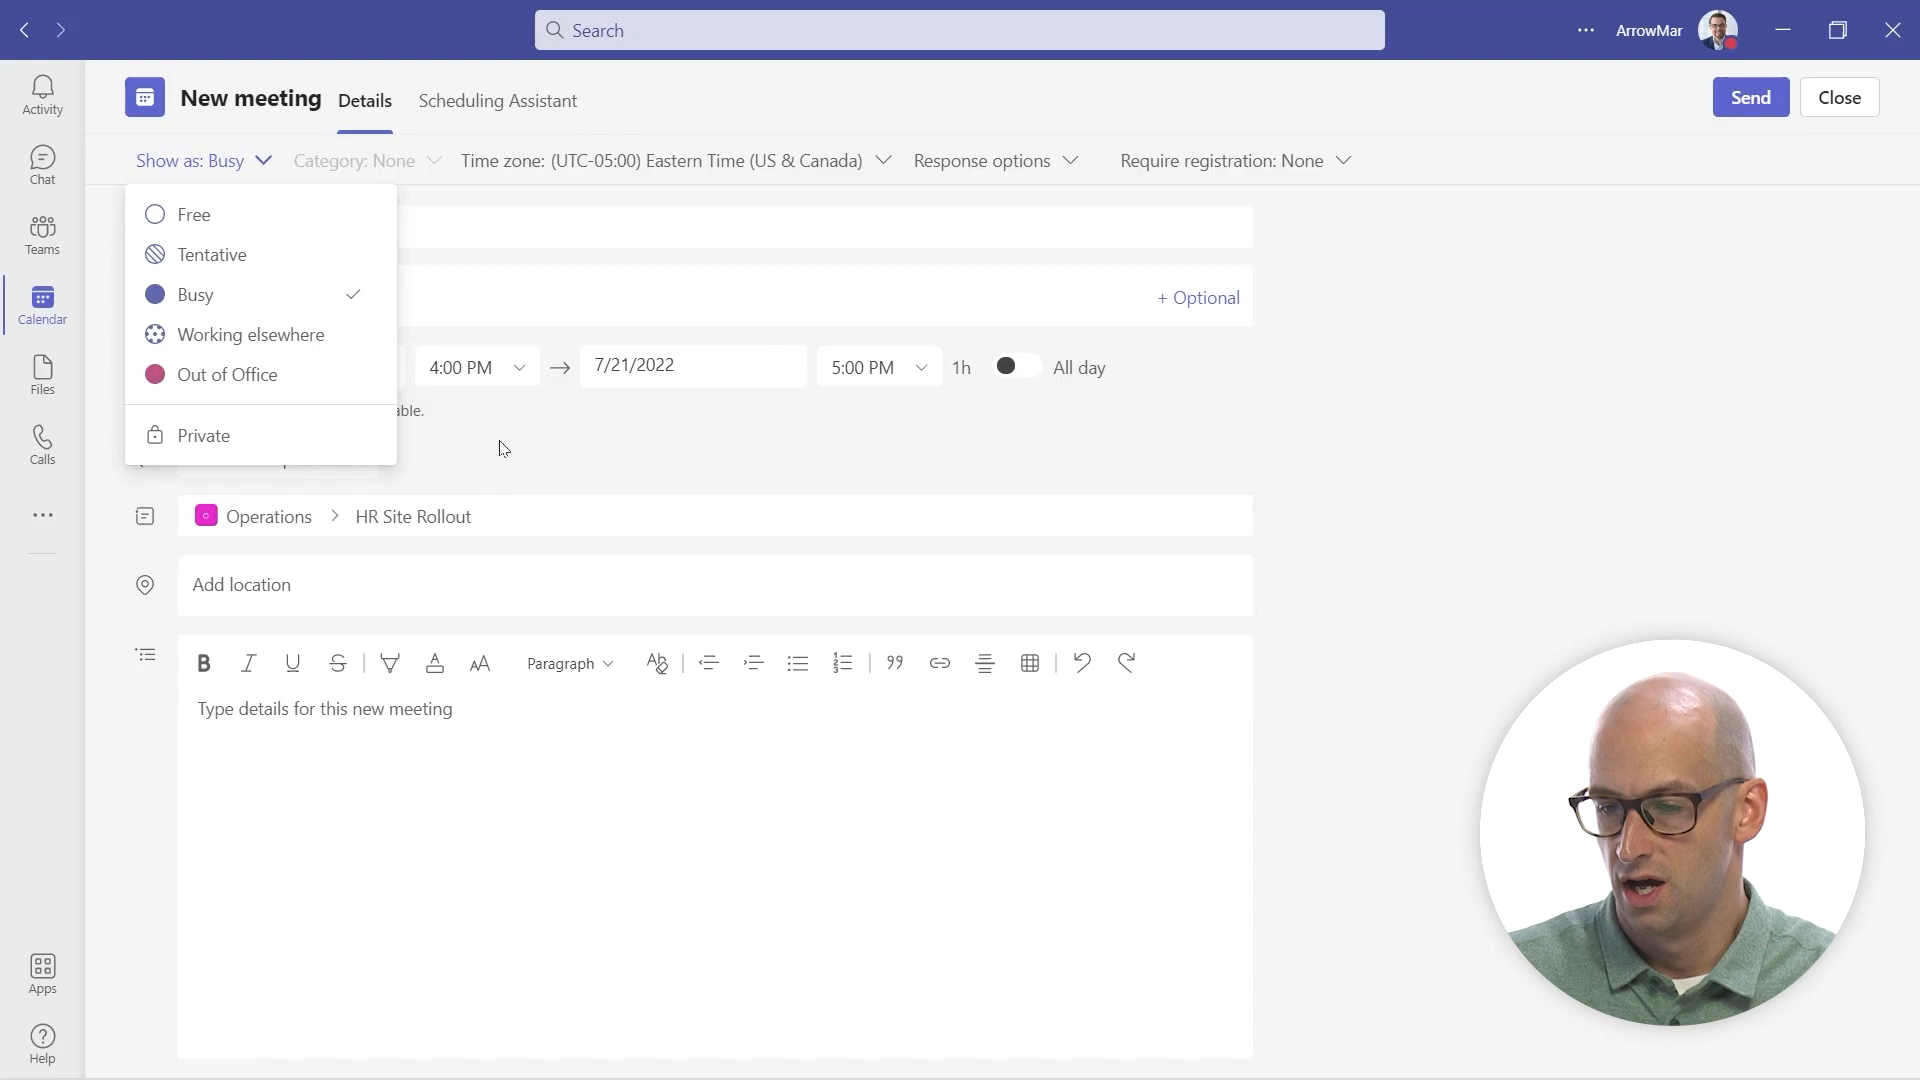 Search
ArrowMar
Activity
Chat
Teams
Calendar
Files
Calls
Apps
Help
New meeting
Details
Scheduling Assistant
Send
Close
Show as: Busy
Category: None
Time zone: (UTC-05:00) Eastern Time (US & Canada)
Response options
Require registration: None
Free
Tentative
Busy
Working elsewhere
Out of Office
Private
+ Optional
4:00 PM
7/21/2022
5:00 PM
1h
All day
Operations > HR Site Rollout
Add location
B I U S A AA Paragraph
Type details for this new meeting